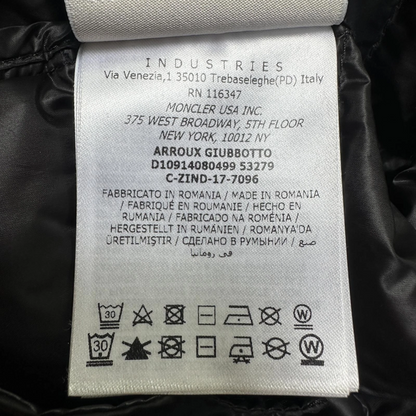 INDUSTRIES
Via Venezia,1 35010 Trebaseleghe(PD) Italy
RN 116347
MONCLER USA INC.
375 WEST BROADWAY, 5TH FLOOR
NEW YORK, 10012 NY
ARROUX GIUBBOTTO
D10914080499 53279
C-ZIND-17-7096
FABBRICATO IN ROMANIA / MADE IN ROMANIA
/ FABRIQUÉ EN ROUMANIE / HECHO EN
RUMANIA / FABRICADO NA ROMÉNIA /
HERGESTELLT IN RUMÄNIEN / ROMANYA'DA
ÜRETILMIŞTIR / СДЕЛАНО В РУМЫНИИ / صنع
في رومانيا
30
30